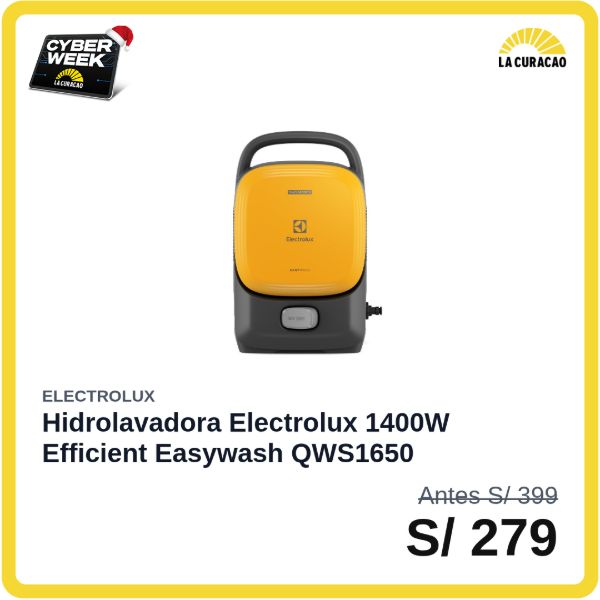 CYBER
WEEK
LA CURACAO
LA CURACAO
Electrolux
ELECTROLUX
Hidrolavadora Electrolux 1400W
Efficient Easywash QWS1650
Antes S/ 399
S/ 279